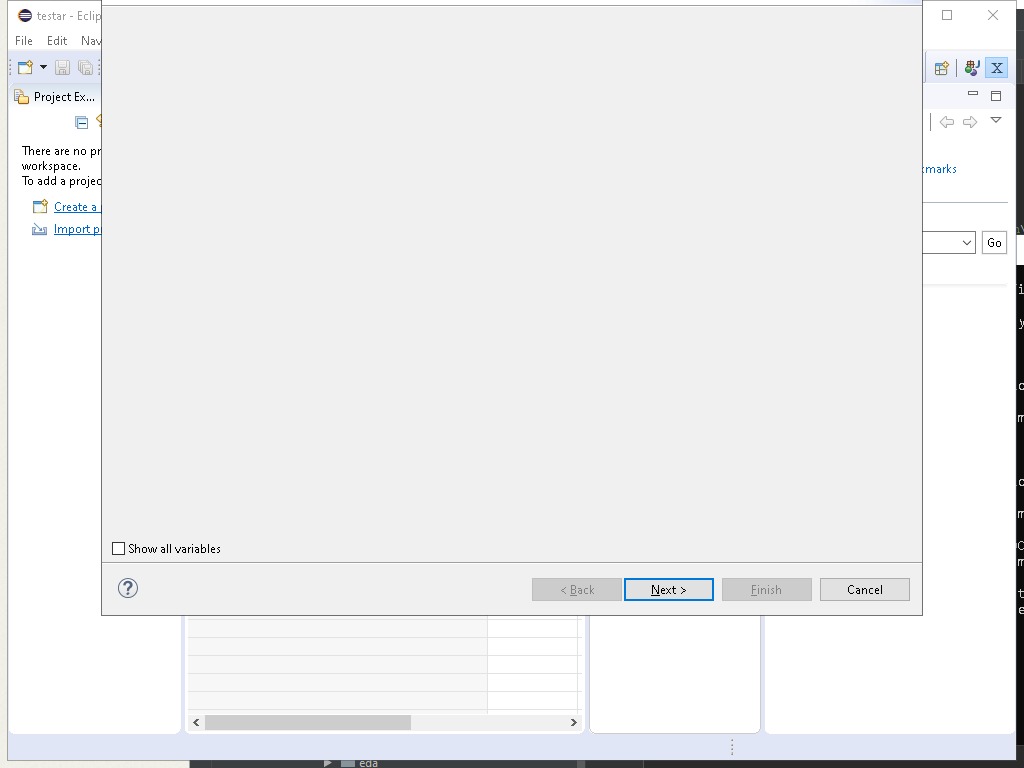 testar - Eclip
File Edit Nav
Project Ex...
There are no pr
workspace.
To add a projec
Create a
Import pr
kmarks
Go
Show all variables
< Back
Next >
Finish
Cancel
eda